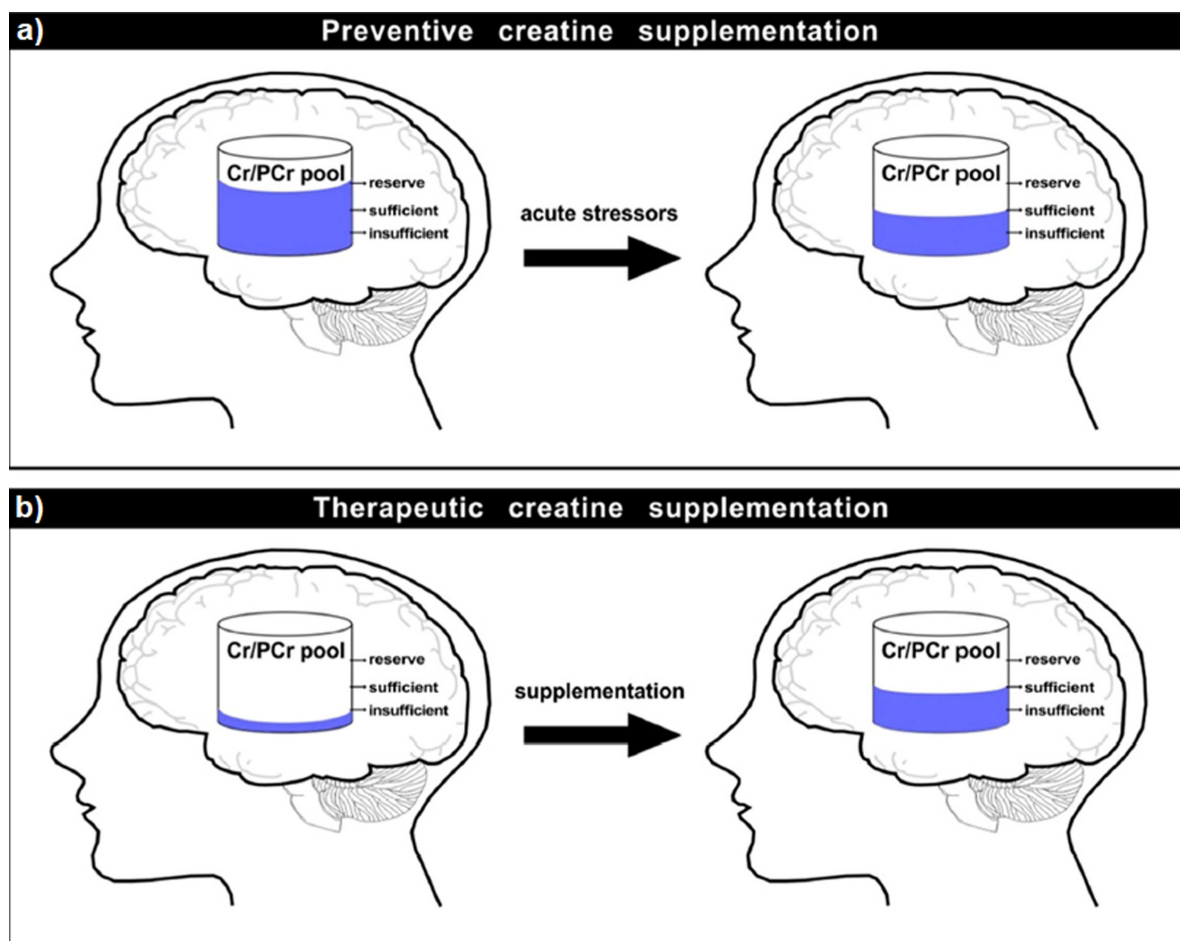 a) Preventive creatine supplementation
Cr/PCr pool
reserve
sufficient
insufficient
acute stressors
Cr/PCr pool
reserve
sufficient
insufficient
b) Therapeutic creatine supplementation
Cr/PCr pool
reserve
sufficient
insufficient
supplementation
Cr/PCr pool
reserve
sufficient
insufficient